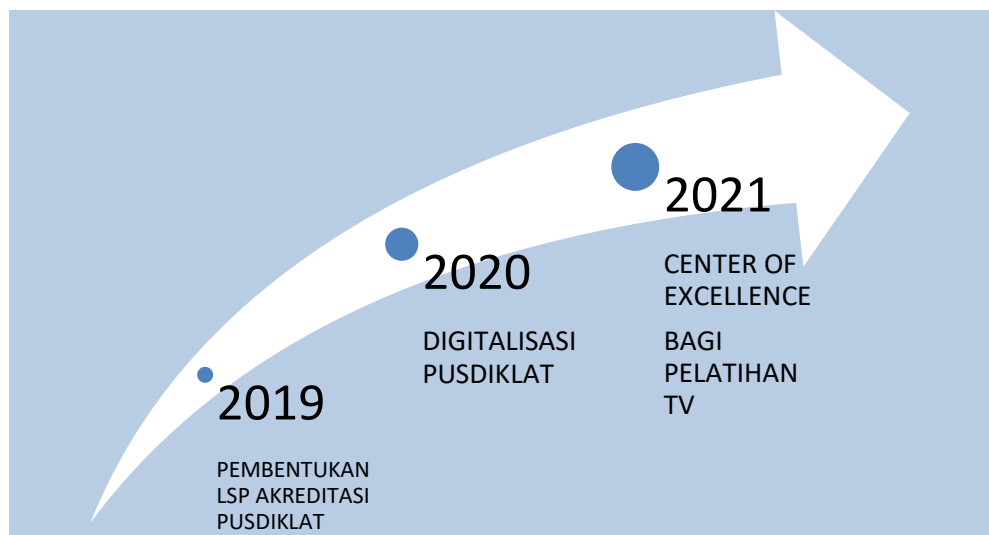 2019
PEMBENTUKAN
LSP AKREDITASI
PUSDIKLAT
2020
DIGITALISASI
PUSDIKLAT
2021
CENTER OF
EXCELLENCE
BAGI
PELATIHAN
TV